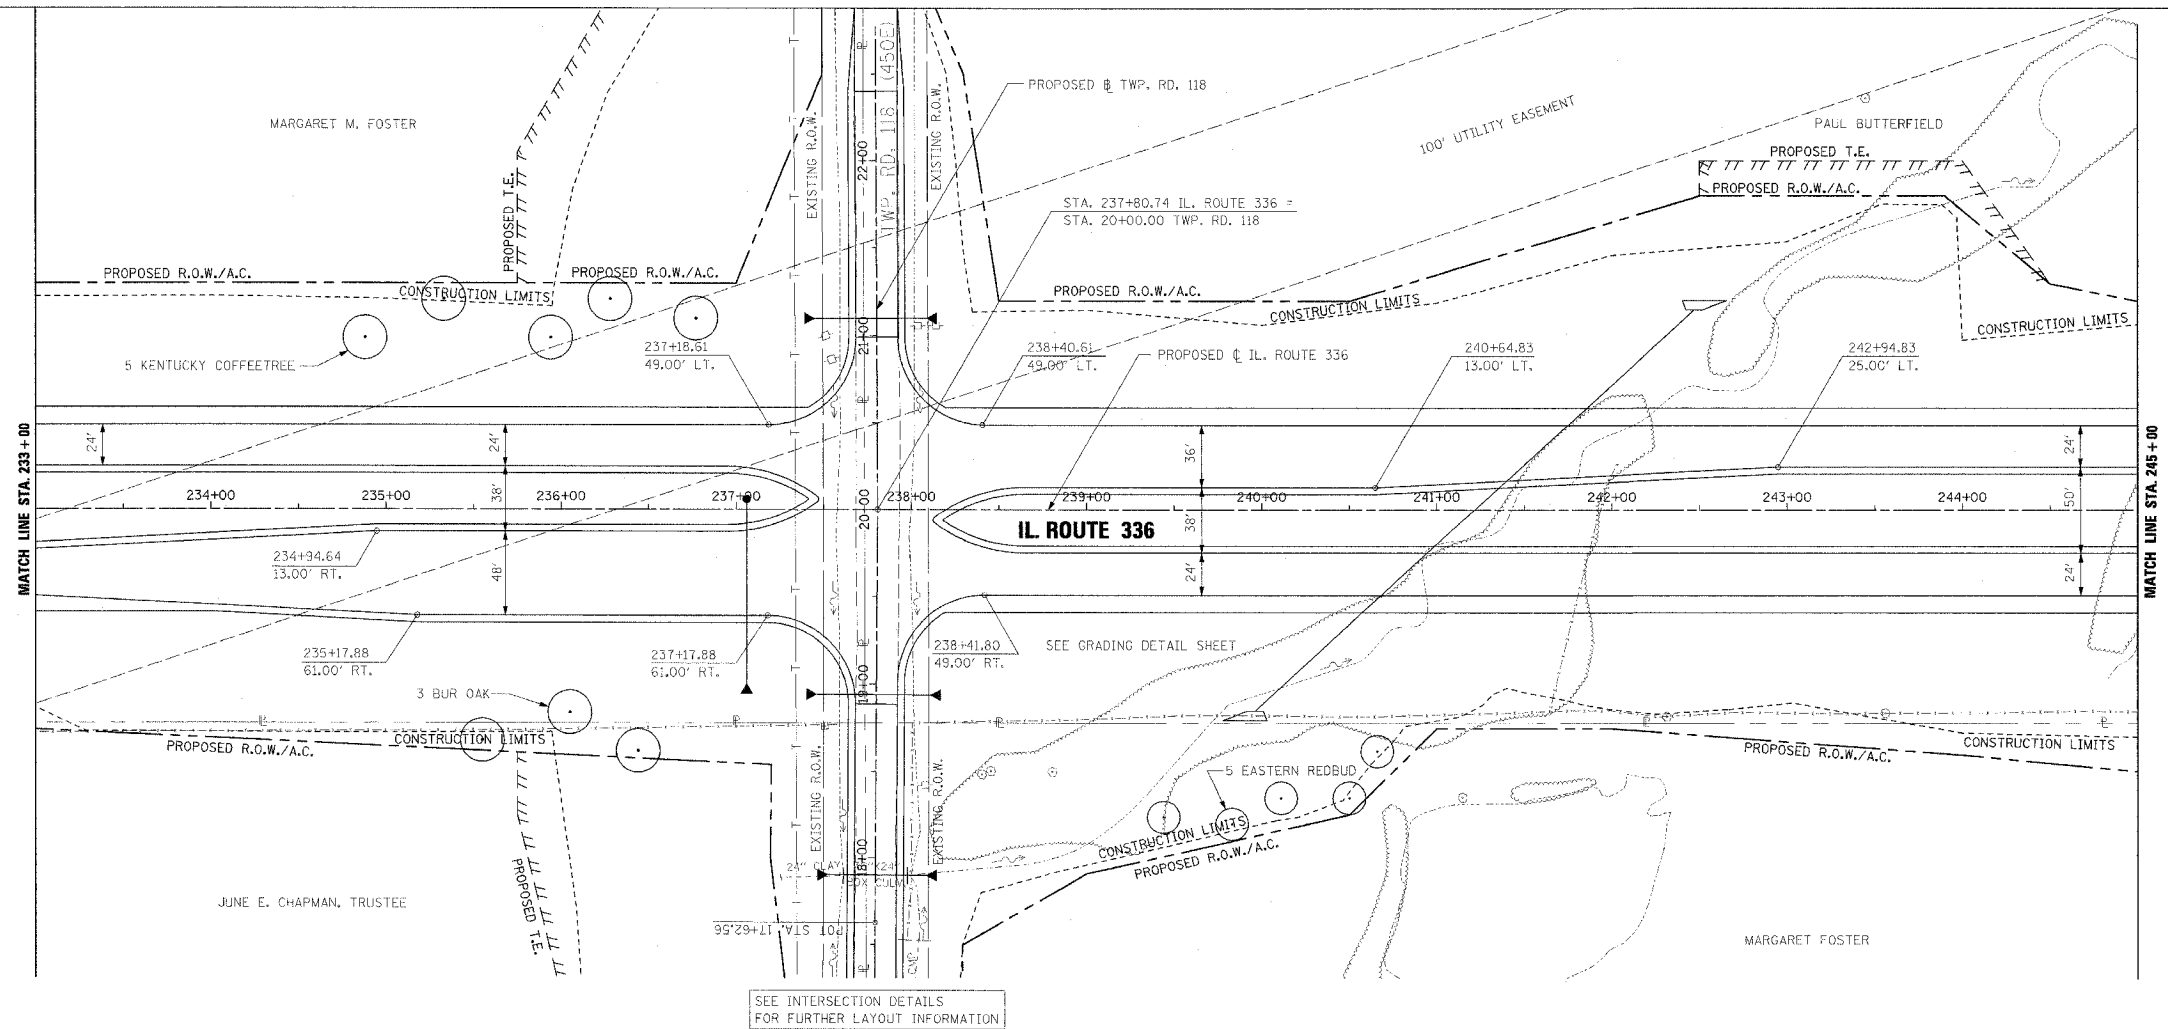 MARGARET M. FOSTER
PROPOSED T.E.
EXISTING R.O.W.
22+00
TWP. RD. 118 (450E)
EXISTING R.O.W.
PROPOSED ⅊ TWP. RD. 118
100' UTILITY EASEMENT
PAUL BUTTERFIELD
PROPOSED T.E.
PROPOSED R.O.W./A.C.
STA. 237+80.74 IL. ROUTE 336 =
STA. 20+00.00 TWP. RD. 118
PROPOSED R.O.W./A.C.
PROPOSED R.O.W./A.C.
PROPOSED R.O.W./A.C.
CONSTRUCTION LIMITS
CONSTRUCTION LIMITS
CONSTRUCTION LIMITS
21+00
5 KENTUCKY COFFEETREE
237+18.61
49.00' LT.
238+40.61
49.00' LT.
PROPOSED ℄ IL. ROUTE 336
240+64.83
13.00' LT.
242+94.83
25.00' LT.
MATCH LINE STA. 233+00
24'
24'
36'
24'
MATCH LINE STA. 245+00
234+00
235+00
236+00
237+00
238+00
239+00
240+00
241+00
242+00
243+00
244+00
38'
20+00
38'
50'
IL. ROUTE 336
234+94.64
13.00' RT.
48'
24'
24'
235+17.88
61.00' RT.
237+17.88
61.00' RT.
238+41.80
49.00' RT.
SEE GRADING DETAIL SHEET
3 BUR OAK
19+00
PROPOSED R.O.W./A.C.
CONSTRUCTION LIMITS
PROPOSED R.O.W./A.C.
CONSTRUCTION LIMITS
5 EASTERN REDBUD
EXISTING R.O.W.
EXISTING R.O.W.
CONSTRUCTION LIMITS
PROPOSED R.O.W./A.C.
18+00
24" CLAY
BOX CULV.
PROPOSED T.E.
JUNE E. CHAPMAN, TRUSTEE
POT STA. 17+62.56
CMP
MARGARET FOSTER
SEE INTERSECTION DETAILS
FOR FURTHER LAYOUT INFORMATION